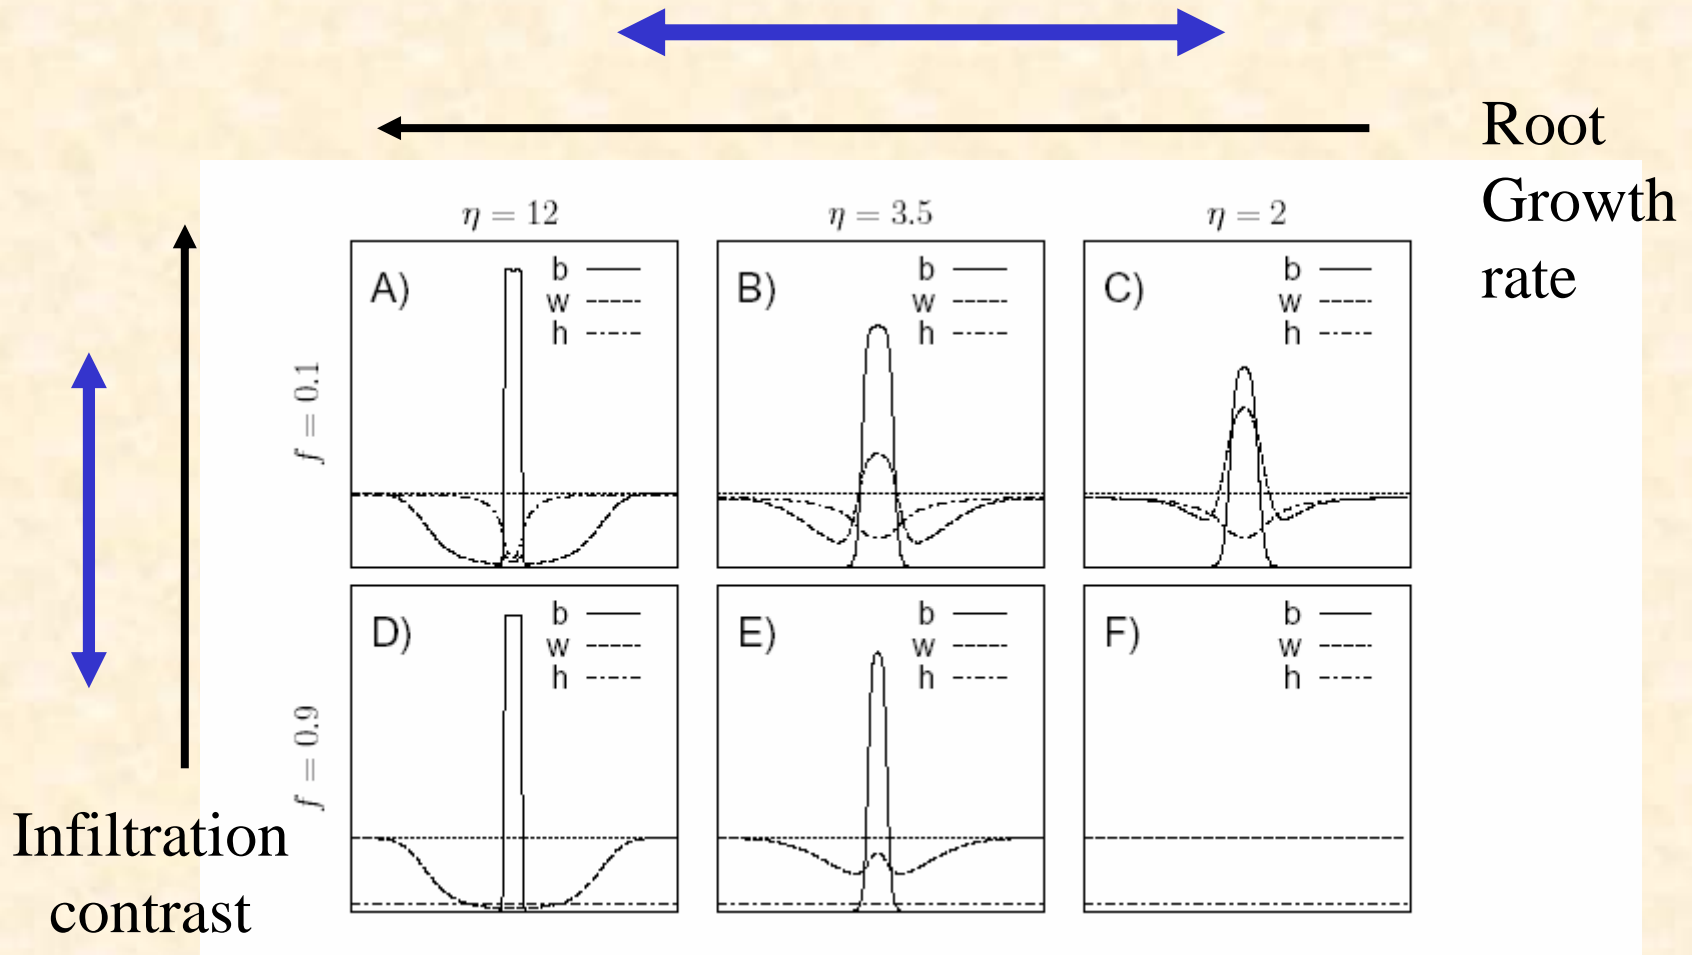 Root
Growth
rate
η = 12
η = 3.5
η = 2
f = 0.1
A)
b
w
h
B)
b
w
h
C)
b
w
h
f = 0.9
D)
b
w
h
E)
b
w
h
F)
b
w
h
Infiltration
contrast